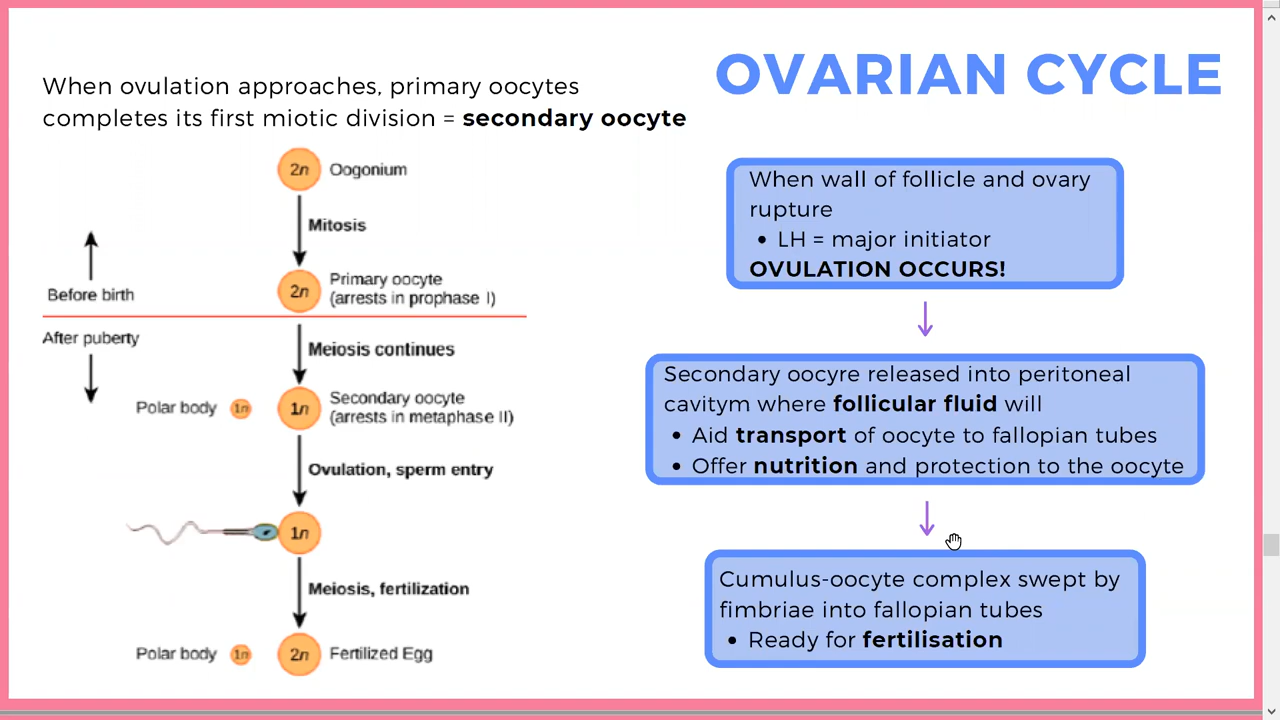 OVARIAN CYCLE
When ovulation approaches, primary oocytes
completes its first miotic division = secondary oocyte
2n Oogonium
Mitosis
Before birth
2n Primary oocyte
(arrests in prophase I)
After puberty
Meiosis continues
Polar body 1n 1n Secondary oocyte
(arrests in metaphase II)
Ovulation, sperm entry
1n
Meiosis, fertilization
Polar body 1n 2n Fertilized Egg
When wall of follicle and ovary
rupture
• LH = major initiator
OVULATION OCCURS!
Secondary oocyre released into peritoneal
cavitym where follicular fluid will
• Aid transport of oocyte to fallopian tubes
• Offer nutrition and protection to the oocyte
Cumulus-oocyte complex swept by
fimbriae into fallopian tubes
• Ready for fertilisation